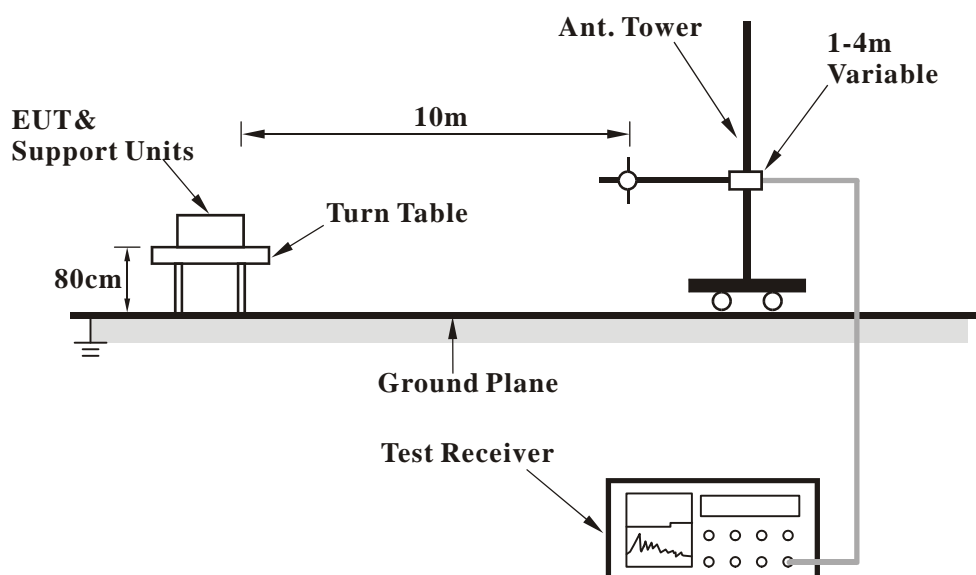 Ant. Tower
1-4m
Variable
10m
EUT&
Support Units
Turn Table
80cm
Ground Plane
Test Receiver